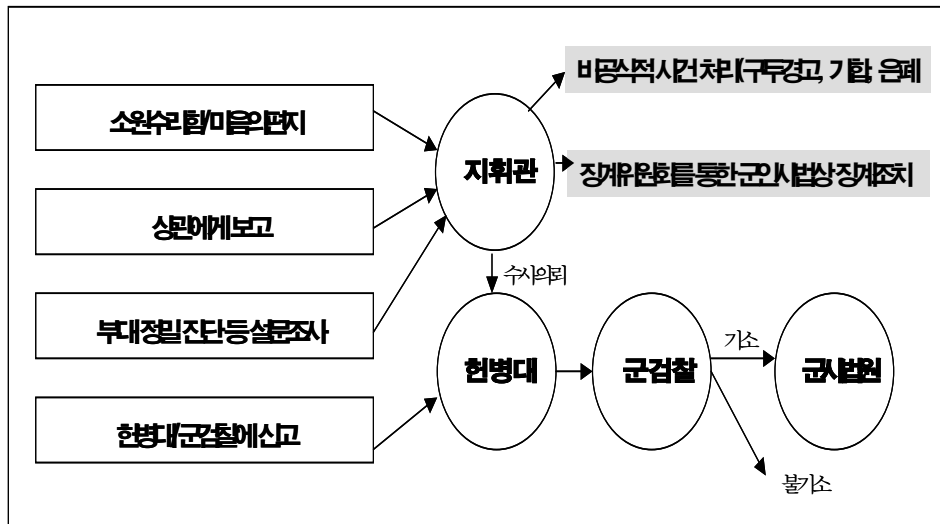 비공식적 사건 처리(구두경고, 기합, 은폐
소원수리함/마음의편지
지휘관
징계위원회를 통한 군인사법상 징계조치
상관에게 보고
수사의뢰
부대정밀 진단 등 설문조사
헌병대
군검찰
기소
군사법원
헌병대/군검찰에 신고
불기소